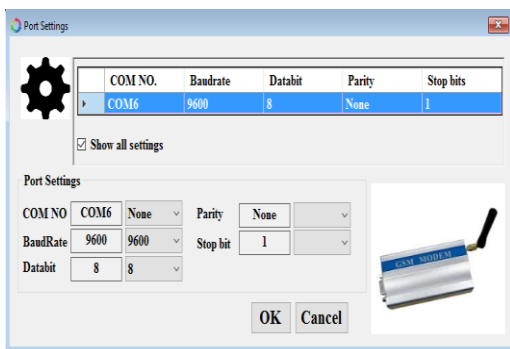 Port Settings
COM NO. Baudrate Databit Parity Stop bits
COM6 9600 8 None 1
Show all settings
Port Settings
COM NO COM6 None Parity None
BaudRate 9600 9600 Stop bit 1
Databit 8 8
GSM MODEM
OK Cancel